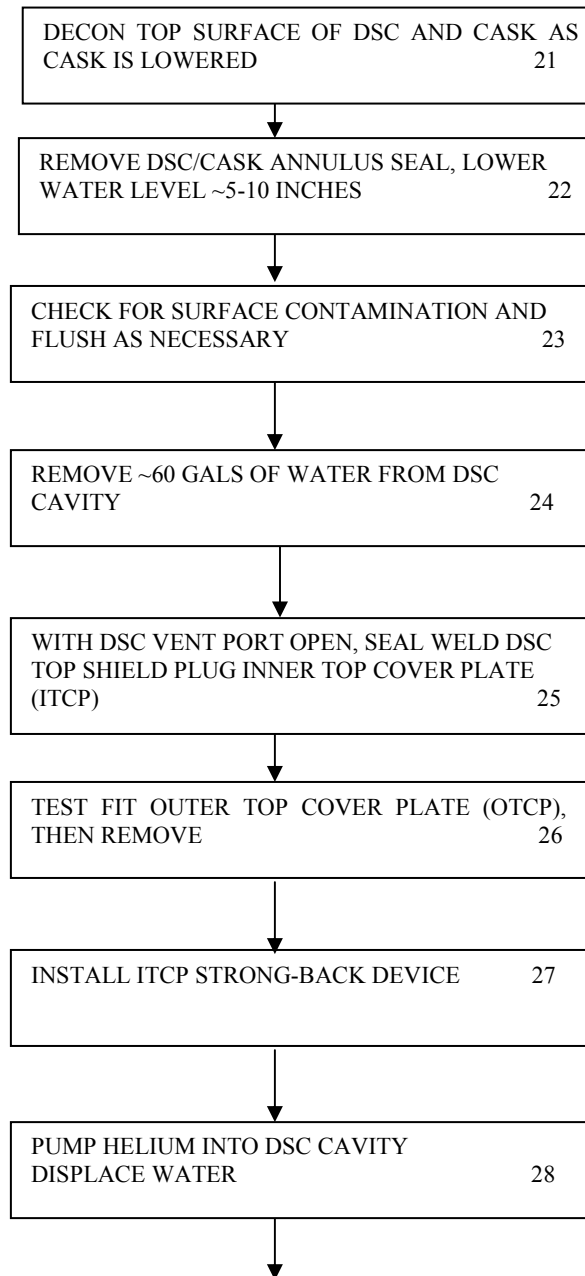 DECON TOP SURFACE OF DSC AND CASK AS
CASK IS LOWERED 21
REMOVE DSC/CASK ANNULUS SEAL, LOWER
WATER LEVEL ~5-10 INCHES 22
CHECK FOR SURFACE CONTAMINATION AND
FLUSH AS NECESSARY 23
REMOVE ~60 GALS OF WATER FROM DSC
CAVITY 24
WITH DSC VENT PORT OPEN, SEAL WELD DSC
TOP SHIELD PLUG INNER TOP COVER PLATE
(ITCP) 25
TEST FIT OUTER TOP COVER PLATE (OTCP),
THEN REMOVE 26
INSTALL ITCP STRONG-BACK DEVICE 27
PUMP HELIUM INTO DSC CAVITY
DISPLACE WATER 28